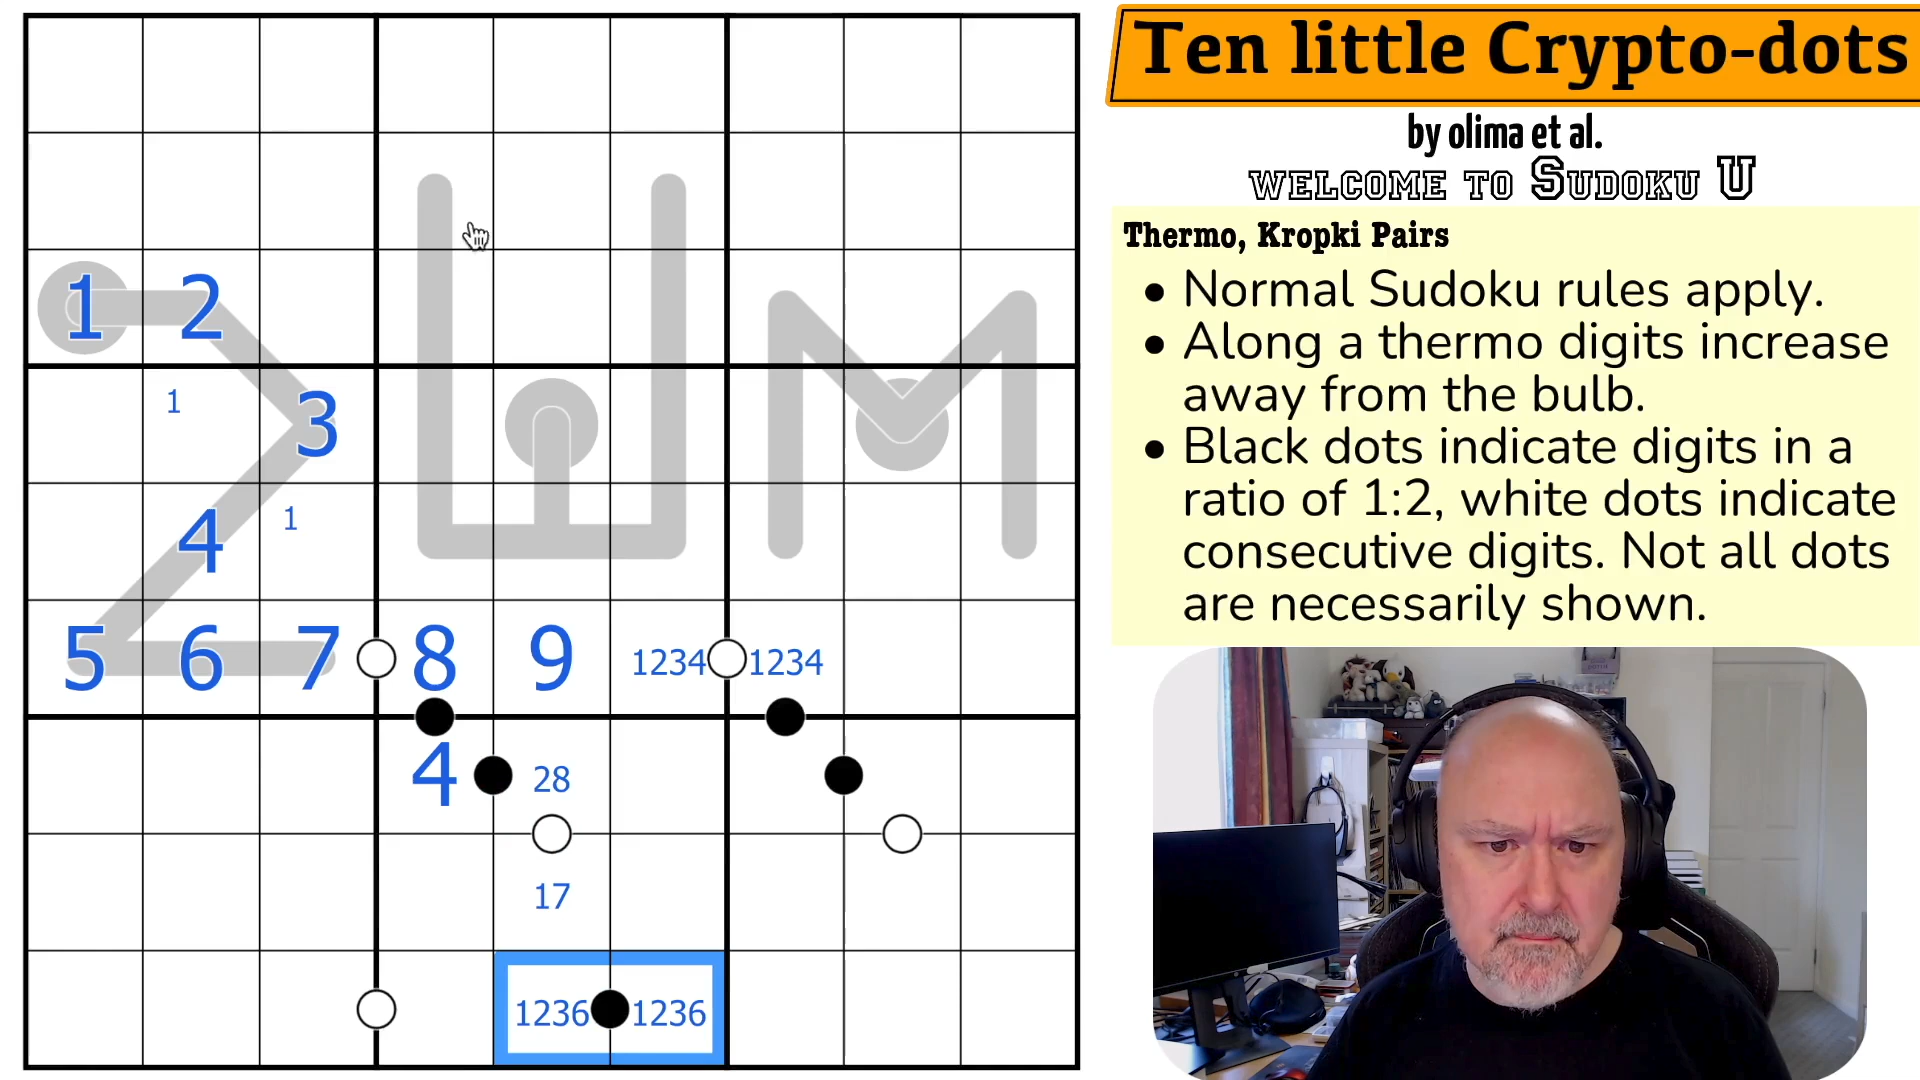 Ten little Crypto-dots
by olima et al.
WELCOME TO SUDOKU U
Thermo, Kropki Pairs
• Normal Sudoku rules apply.
• Along a thermo digits increase
away from the bulb.
• Black dots indicate digits in a
ratio of 1:2, white dots indicate
consecutive digits. Not all dots
are necessarily shown.
1 2
1 3
4 1
5 6 7 8 9 1234 1234
4 28
17
1236 1236